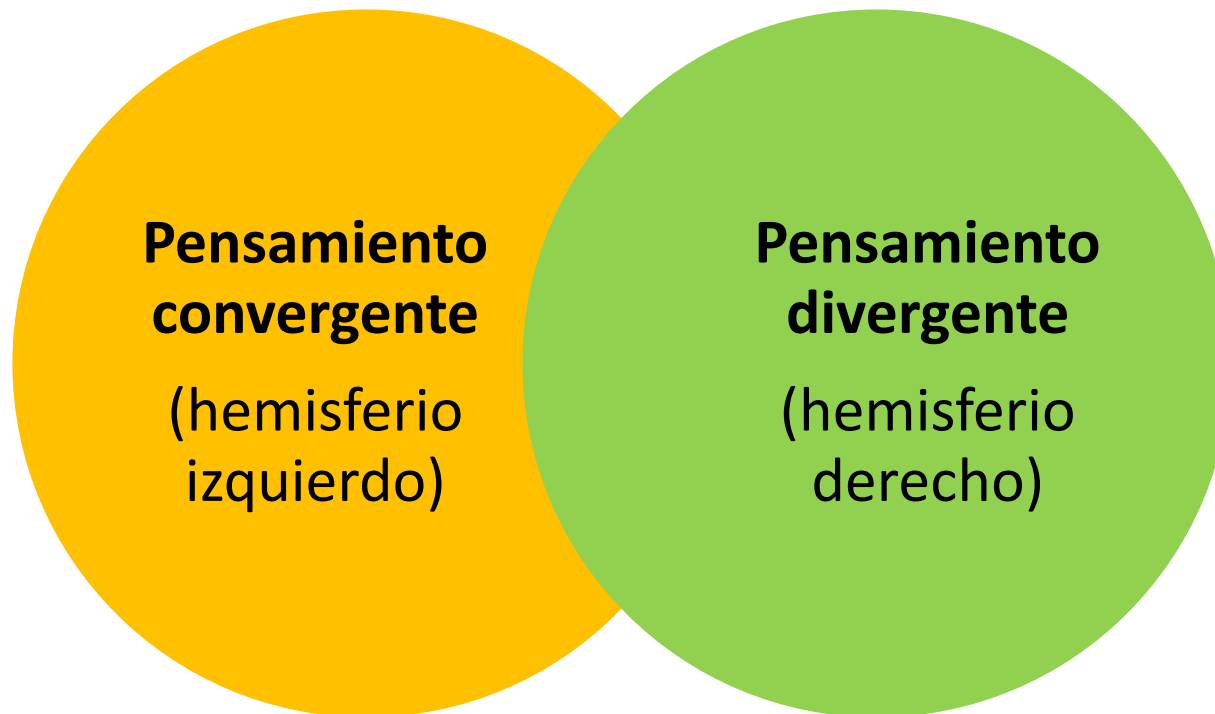 Pensamiento
convergente
(hemisferio
izquierdo)
Pensamiento
divergente
(hemisferio
derecho)